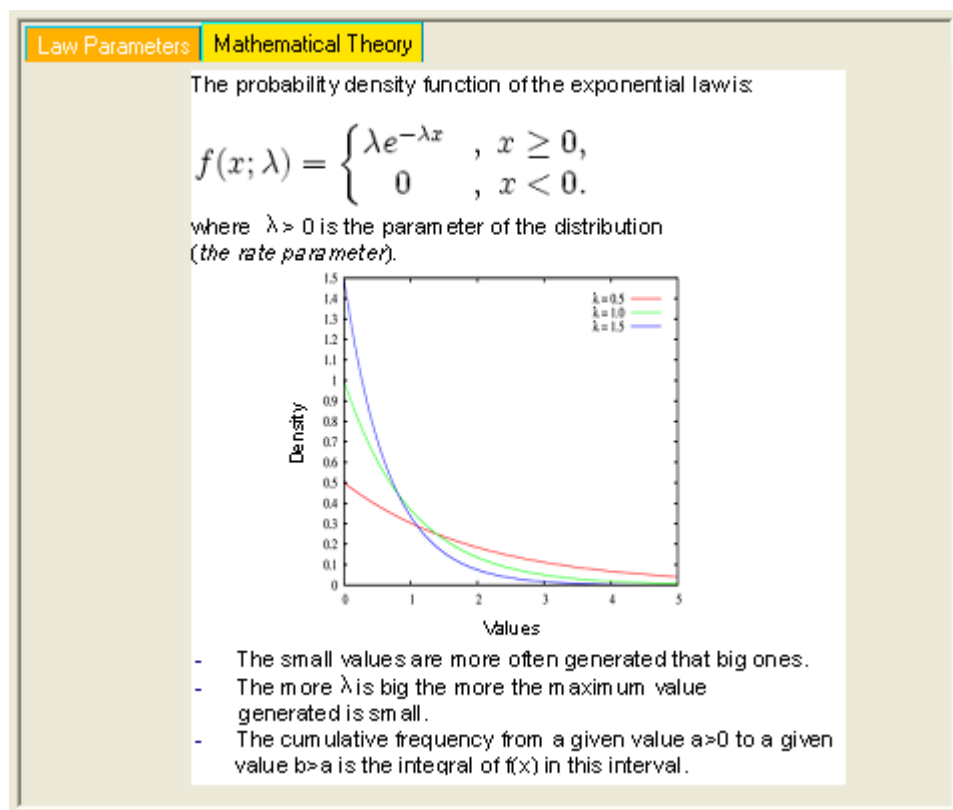 Law Parameters Mathematical Theory
The probability density function of the exponential law is:
f(x; λ) = { λe^{-λx} , x ≥ 0,
0 , x < 0.
where λ > 0 is the parameter of the distribution
(the rate parameter).
1.5
1.4
1.3
1.2
1.1
1
0.9
0.8
0.7
0.6
0.5
0.4
0.3
0.2
0.1
0
λ = 0.5
λ = 1.0
λ = 1.5
Density
0 1 2 3 4 5
Values
- The small values are more often generated that big ones.
- The more λ is big the more the maximum value
generated is small.
- The cumulative frequency from a given value a>0 to a given
value b>a is the integral of f(x) in this interval.